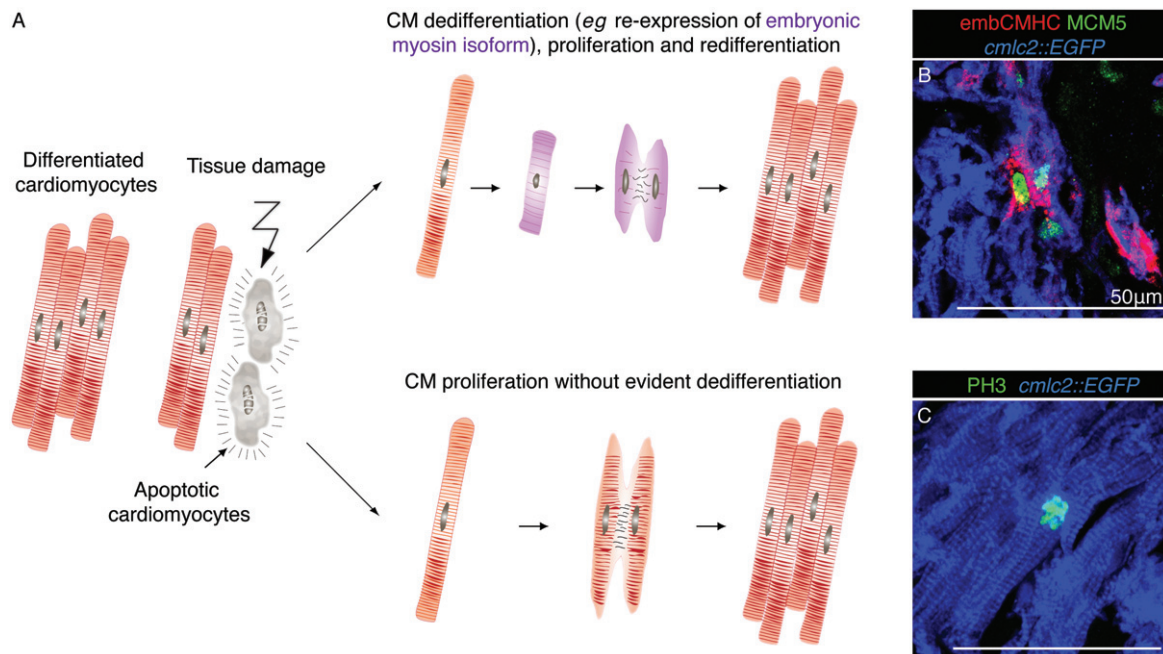 A
CM dedifferentiation (eg re-expression of embryonic
myosin isoform), proliferation and redifferentiation
Differentiated
cardiomyocytes
Tissue damage
Apoptotic
cardiomyocytes
CM proliferation without evident dedifferentiation
embCMHC MCM5
cmlc2::EGFP
B
50µm
PH3 cmlc2::EGFP
C